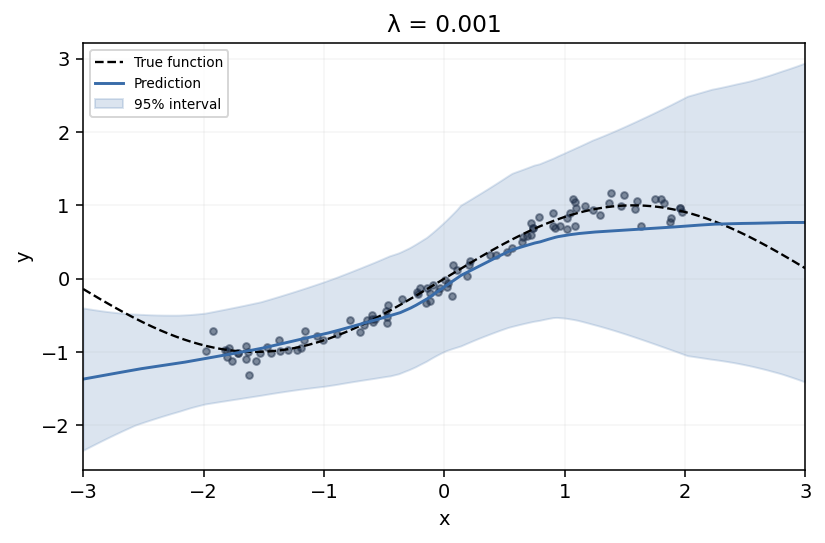 λ = 0.001
True function
Prediction
95% interval
3
2
1
0
−1
−2
y
−3
−2
−1
0
1
2
3
x